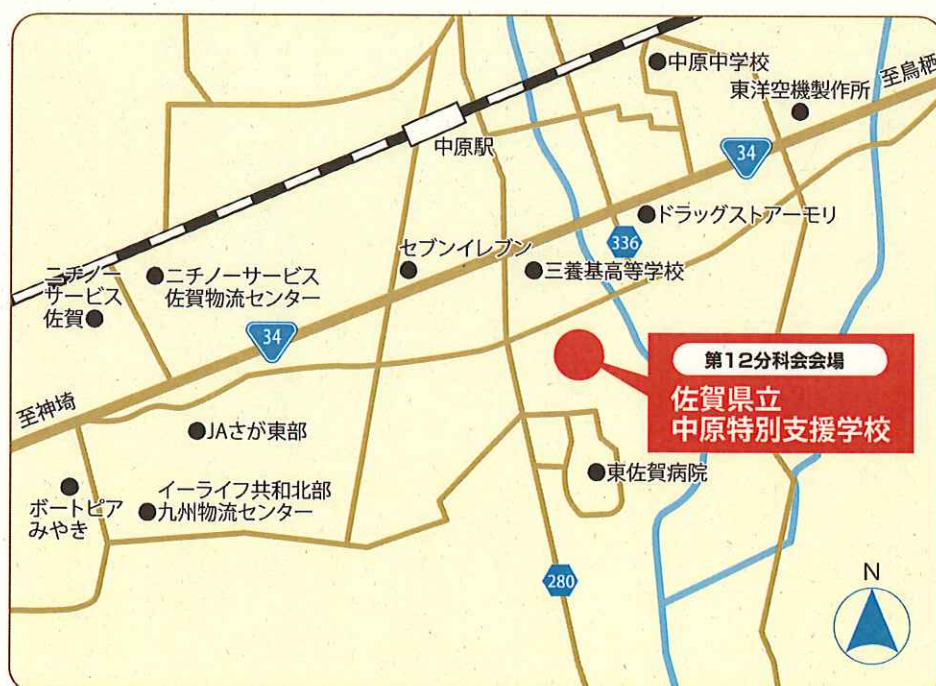 中原中学校
至鳥栖
東洋空機製作所
中原駅
34
ドラッグストアーモリ
336
セブンイレブン
三養基高等学校
ニチノー
サービス
佐賀
ニチノーサービス
佐賀物流センター
34
第12分科会会場
佐賀県立
中原特別支援学校
至神埼
JAさが東部
東佐賀病院
ボートピア
みやき
イーライフ共和北部
九州物流センター
280
N